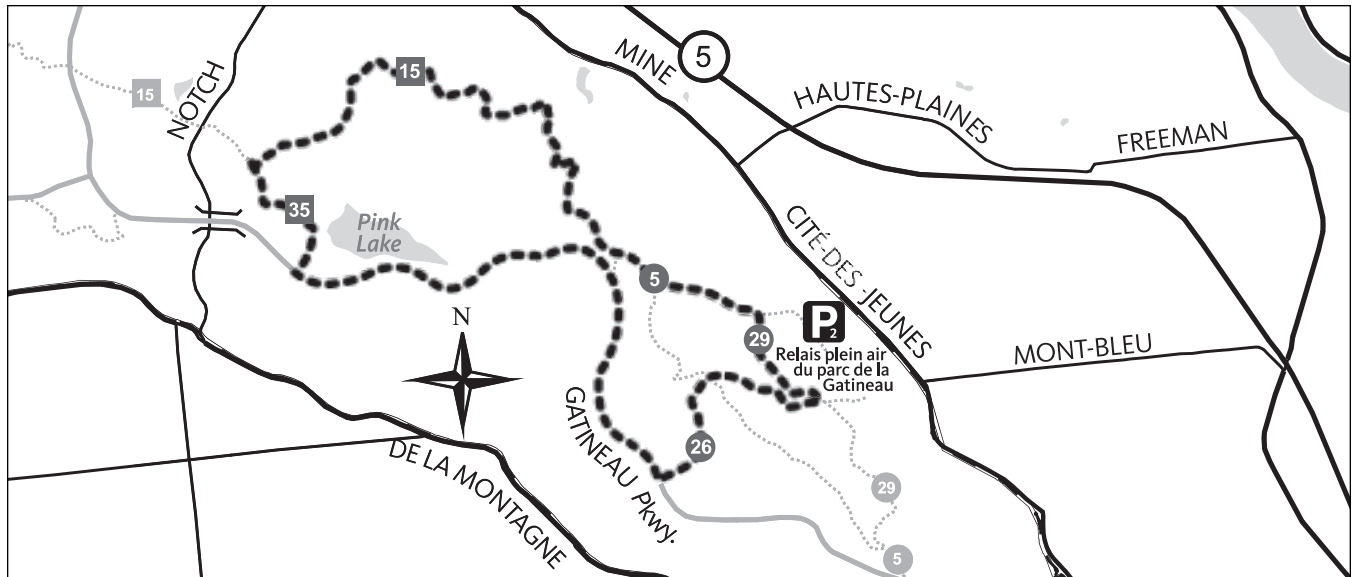 5
MINE
15
15
NOTCH
HAUTES-PLAINES
FREEMAN
35
Pink
Lake
5
CITÉ-DES-JEUNES
P2
29
Relais plein air
du parc de la
Gatineau
MONT-BLEU
N
GATINEAU Pkwy.
26
DE LA MONTAGNE
29
5